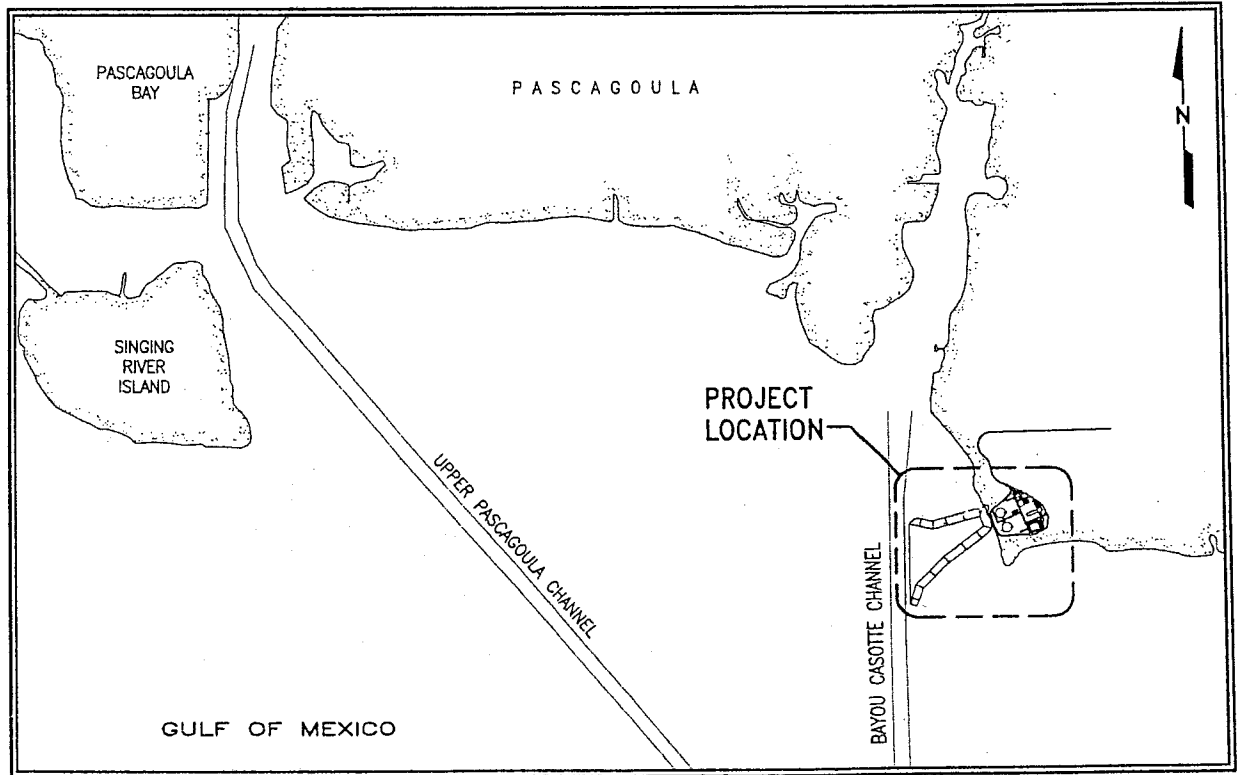 PASCAGOULA
BAY
PASCAGOULA
N
SINGING
RIVER
ISLAND
PROJECT
LOCATION
UPPER PASCAGOULA CHANNEL
BAYOU CASOTTE CHANNEL
GULF OF MEXICO